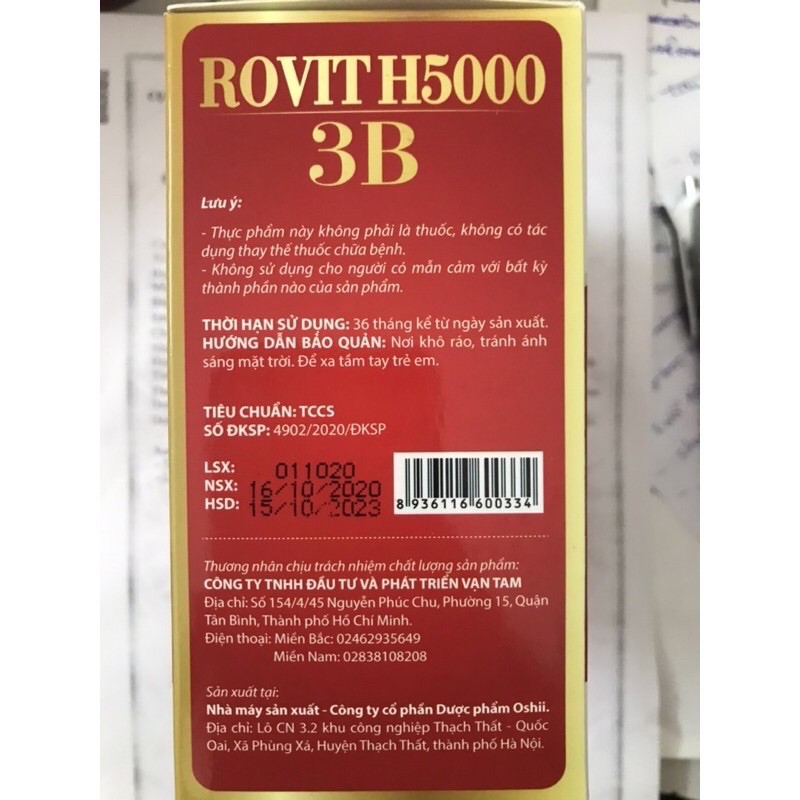 ROVIT H5000
3B
Lưu ý:
- Thực phẩm này không phải là thuốc, không có tác
dụng thay thế thuốc chữa bệnh.
- Không sử dụng cho người có mẫn cảm với bất kỳ
thành phần nào của sản phẩm.
THỜI HẠN SỬ DỤNG: 36 tháng kể từ ngày sản xuất.
HƯỚNG DẪN BẢO QUẢN: Nơi khô ráo, tránh ánh
sáng mặt trời. Để xa tầm tay trẻ em.
TIÊU CHUẨN: TCCS
SỐ ĐKSP: 4902/2020/ĐKSP
LSX: 011020
NSX: 16/10/2020
HSD: 15/10/2023
8 936116 600334
Thương nhân chịu trách nhiệm chất lượng sản phẩm:
CÔNG TY TNHH ĐẦU TƯ VÀ PHÁT TRIỂN VẠN TAM
Địa chỉ: Số 154/4/45 Nguyễn Phúc Chu, Phường 15, Quận
Tân Bình, Thành phố Hồ Chí Minh.
Điện thoại: Miền Bắc: 02462935649
Miền Nam: 02838108208
Sản xuất tại:
Nhà máy sản xuất - Công ty cổ phần Dược phẩm Oshii.
Địa chỉ: Lô CN 3.2 khu công nghiệp Thạch Thất - Quốc
Oai, Xã Phùng Xá, Huyện Thạch Thất, thành phố Hà Nội.